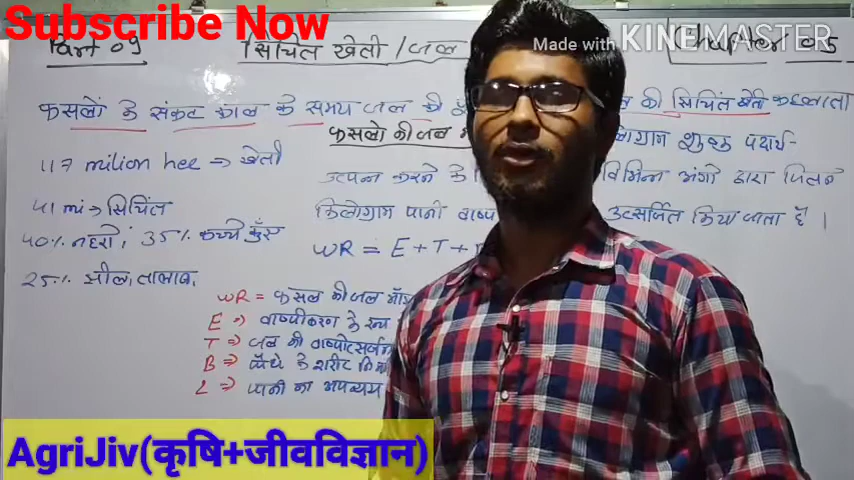 Subscribe Now
Made with KINEMASTER
Part 09
सिंचित खेती / जल
Chapter 05
फसलों के संकट काल के समय जल की
की सिंचित खेती कहलाता
फसलो की जल
शुष्क पदार्थ-
117 milion hec ⇒ खेती
उत्पन्न करने के
विभिन्न अंगो द्वारा जितने
41 mi ⇒ सिंचित
किलोग्राम पानी
उत्सर्जित किया जाता है ।
40% नहरो, 35% कच्चे कुँए
WR = E + T +
25% झील, तालाब,
WR = फसल की जल
E ⇒ वाष्पीकरण के
T ⇒ जल की वाष्पोत्सर्जन
B ⇒ पौधे के शरीर
L ⇒ पानी का अपव्यय
AgriJiv(कृषि+जीवविज्ञान)